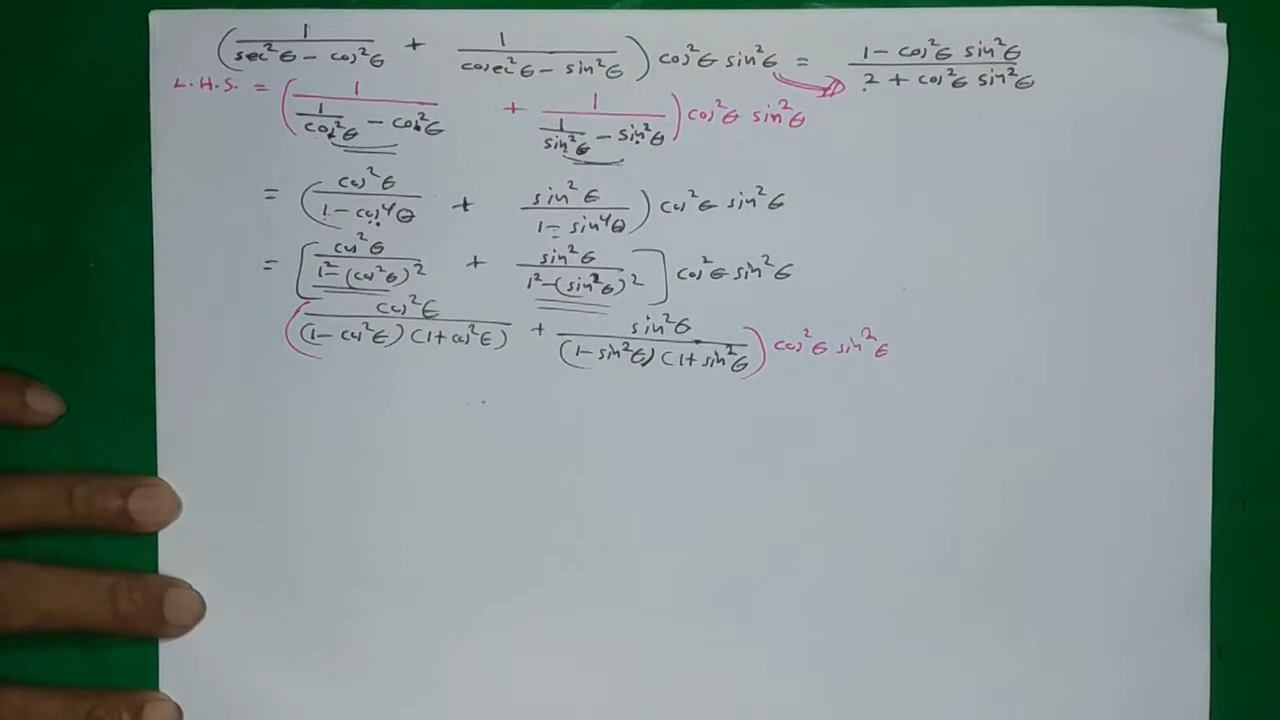 (1/(sec²θ − cos²θ) + 1/(cosec²θ − sin²θ)) cos²θ sin²θ = (1 − cos²θ sin²θ)/(2 + cos²θ sin²θ)
L.H.S. = (1/(1/cos²θ − cos²θ) + 1/(1/sin²θ − sin²θ)) cos²θ sin²θ
= (cos²θ/(1 − cos⁴θ) + sin²θ/(1 − sin⁴θ)) cos²θ sin²θ
= [cos²θ/(1² − (cos²θ)²) + sin²θ/(1² − (sin²θ)²)] cos²θ sin²θ
(cos²θ/((1 − cos²θ)(1 + cos²θ)) + sin²θ/((1 − sin²θ)(1 + sin²θ)) cos²θ sin²θ